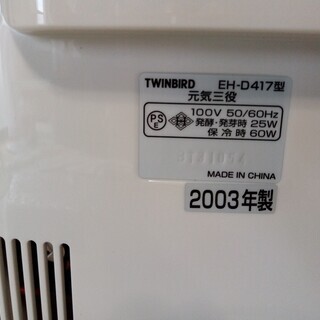 TWINBIRD EH-D417型
元気三役
100V 50/60Hz
発酵・発芽時 25W
保冷時 60W
PS
E
MADE IN CHINA
2003年製